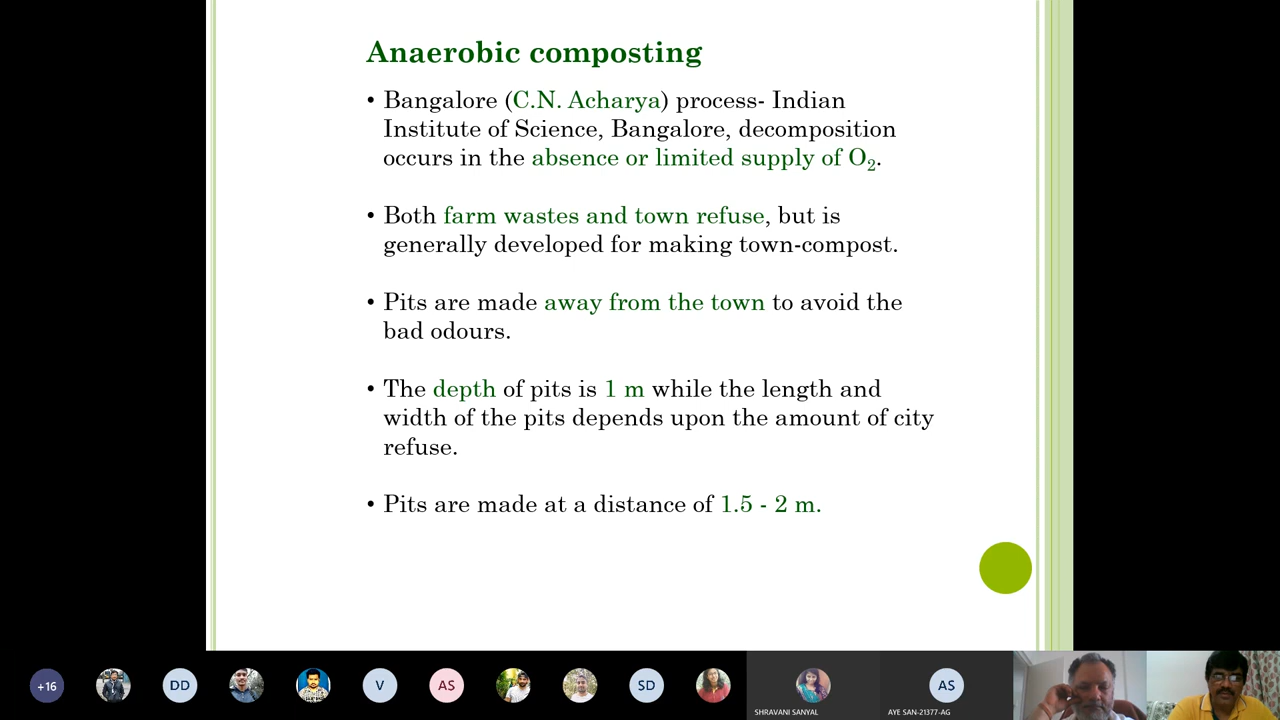 Anaerobic composting
• Bangalore (C.N. Acharya) process- Indian
Institute of Science, Bangalore, decomposition
occurs in the absence or limited supply of O₂.
• Both farm wastes and town refuse, but is
generally developed for making town-compost.
• Pits are made away from the town to avoid the
bad odours.
• The depth of pits is 1 m while the length and
width of the pits depends upon the amount of city
refuse.
• Pits are made at a distance of 1.5 - 2 m.
+16
DD
V
AS
SD
AS
SHRAVANI SANYAL
AYE SAN-21377-AG